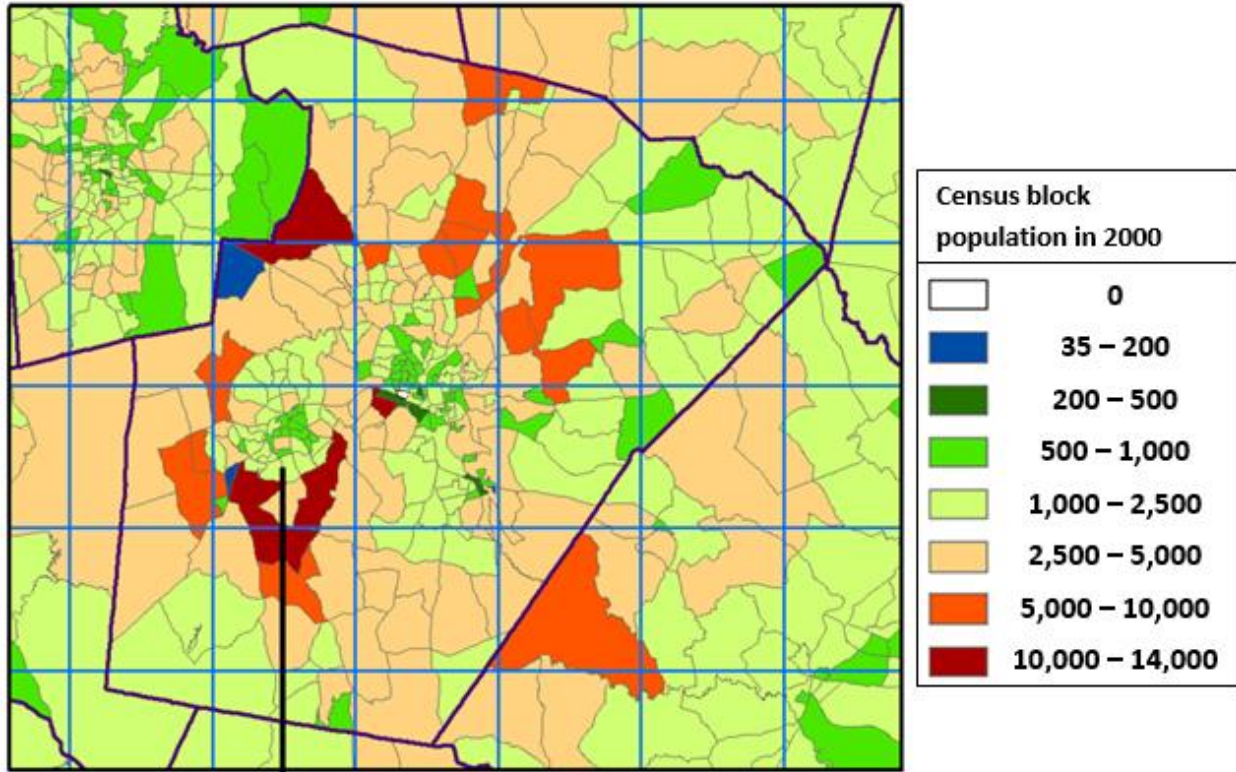 Census block
population in 2000
0
35 – 200
200 – 500
500 – 1,000
1,000 – 2,500
2,500 – 5,000
5,000 – 10,000
10,000 – 14,000